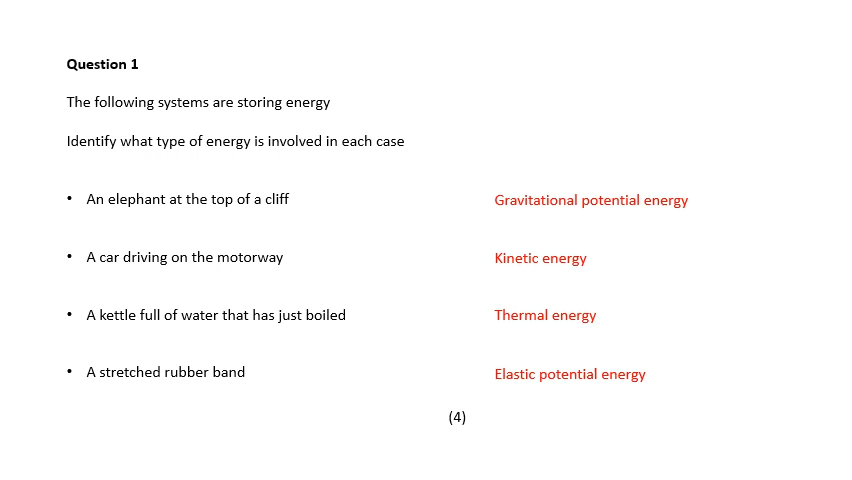 Question 1
The following systems are storing energy
Identify what type of energy is involved in each case
• An elephant at the top of a cliff
Gravitational potential energy
• A car driving on the motorway
Kinetic energy
• A kettle full of water that has just boiled
Thermal energy
• A stretched rubber band
Elastic potential energy
(4)